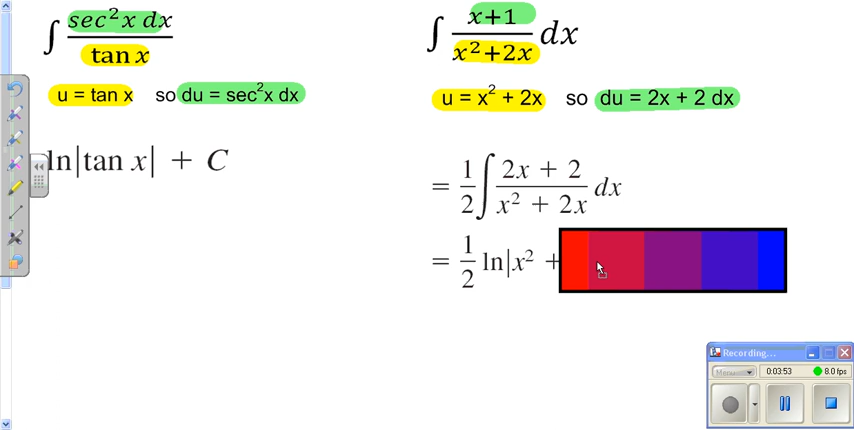 ∫ sec²x dx / tan x
u = tan x so du = sec²x dx
ln|tan x| + C
∫ x+1 / x²+2x dx
u = x² + 2x so du = 2x + 2 dx
= 1/2 ∫ 2x + 2 / x² + 2x dx
= 1/2 ln|x² +
Recording...
Menu 0:03:53 8.0 fps